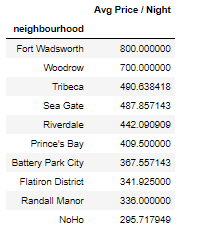 Avg Price / Night
neighbourhood
Fort Wadsworth 800.000000
Woodrow 700.000000
Tribeca 490.638418
Sea Gate 487.857143
Riverdale 442.090909
Prince's Bay 409.500000
Battery Park City 367.557143
Flatiron District 341.925000
Randall Manor 336.000000
NoHo 295.717949